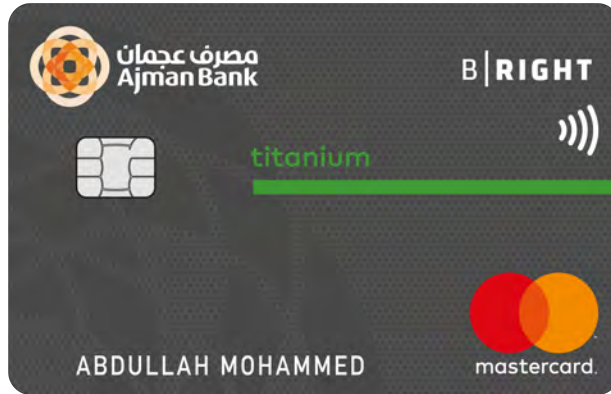 مصرف عجمان
Ajman Bank
B|RIGHT
titanium
ABDULLAH MOHAMMED
mastercard.